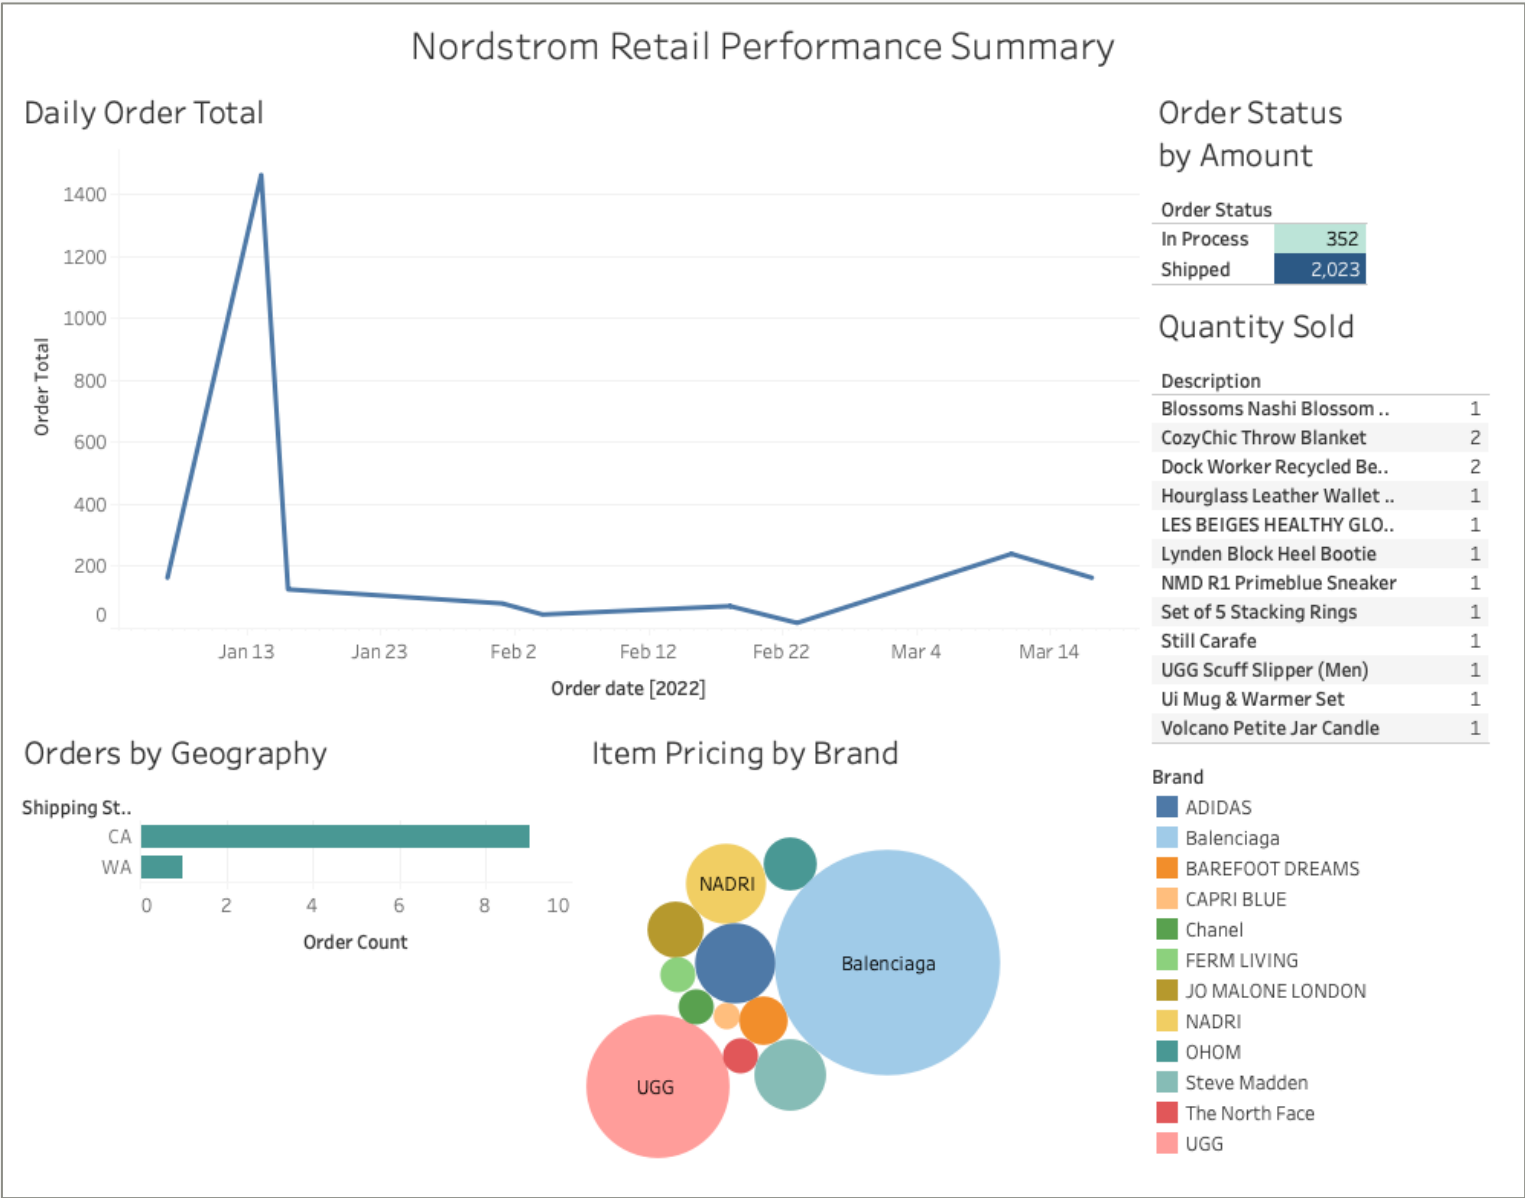 Nordstrom Retail Performance Summary
Daily Order Total
1400
1200
1000
800
600
400
200
0
Order Total
Jan 13
Jan 23
Feb 2
Feb 12
Feb 22
Mar 4
Mar 14
Order date [2022]
Order Status
by Amount
Order Status
In Process 352
Shipped 2,023
Quantity Sold
Description
Blossoms Nashi Blossom .. 1
CozyChic Throw Blanket 2
Dock Worker Recycled Be.. 2
Hourglass Leather Wallet .. 1
LES BEIGES HEALTHY GLO.. 1
Lynden Block Heel Bootie 1
NMD R1 Primeblue Sneaker 1
Set of 5 Stacking Rings 1
Still Carafe 1
UGG Scuff Slipper (Men) 1
Ui Mug & Warmer Set 1
Volcano Petite Jar Candle 1
Orders by Geography
Shipping St..
CA
WA
0 2 4 6 8 10
Order Count
Item Pricing by Brand
NADRI
Balenciaga
UGG
Brand
ADIDAS
Balenciaga
BAREFOOT DREAMS
CAPRI BLUE
Chanel
FERM LIVING
JO MALONE LONDON
NADRI
OHOM
Steve Madden
The North Face
UGG